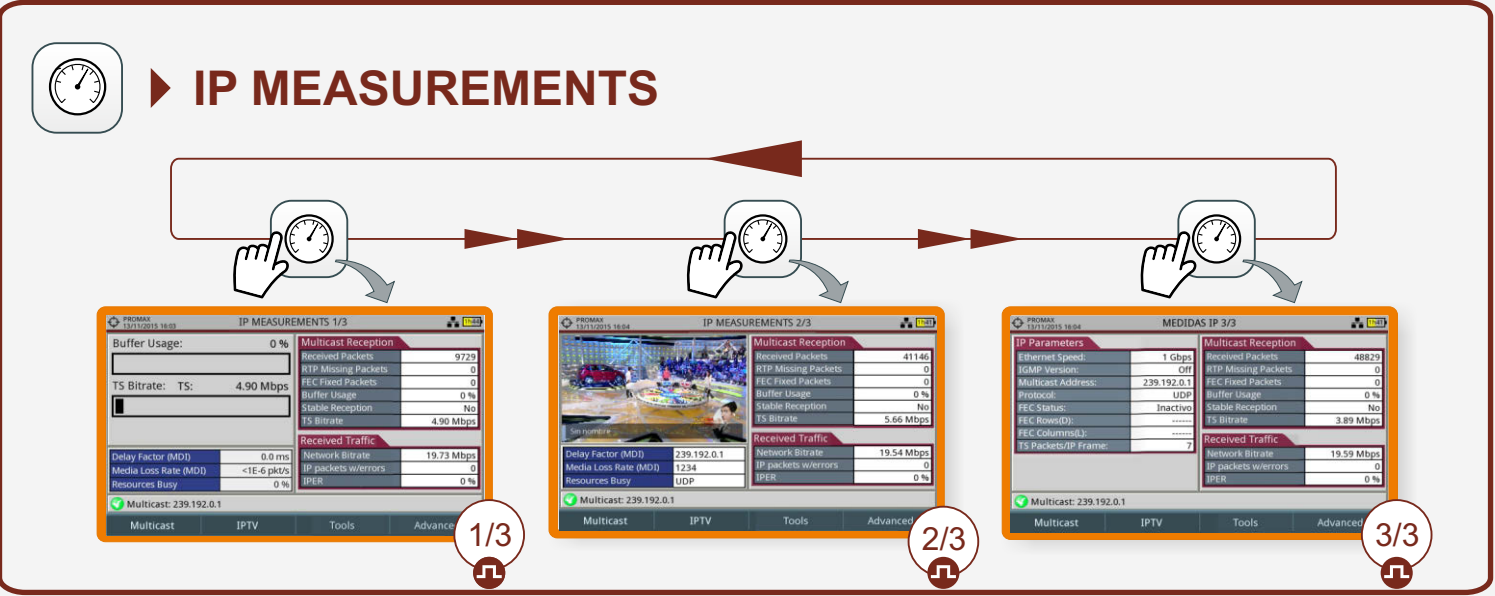 IP MEASUREMENTS
PROMAX
13/11/2015 16:03
IP MEASUREMENTS 1/3
Buffer Usage: 0 %
TS Bitrate: TS: 4.90 Mbps
Delay Factor (MDI) 0.0 ms
Media Loss Rate (MDI) <1E-6 pkt/s
Resources Busy 0 %
Multicast Reception
Received Packets 9729
RTP Missing Packets 0
FEC Fixed Packets 0
Buffer Usage 0 %
Stable Reception No
TS Bitrate 4.90 Mbps
Received Traffic
Network Bitrate 19.73 Mbps
IP packets w/errors 0
IPER 0 %
Multicast: 239.192.0.1
Multicast IPTV Tools Advanced
1/3
PROMAX
13/11/2015 16:04
IP MEASUREMENTS 2/3
Sin nombre
Delay Factor (MDI) 239.192.0.1
Media Loss Rate (MDI) 1234
Resources Busy UDP
Multicast Reception
Received Packets 41146
RTP Missing Packets 0
FEC Fixed Packets 0
Buffer Usage 0 %
Stable Reception No
TS Bitrate 5.66 Mbps
Received Traffic
Network Bitrate 19.54 Mbps
IP packets w/errors 0
IPER 0 %
Multicast: 239.192.0.1
Multicast IPTV Tools Advanced
2/3
PROMAX
13/11/2015 16:04
MEDIDAS IP 3/3
IP Parameters
Ethernet Speed: 1 Gbps
IGMP Version: Off
Multicast Address: 239.192.0.1
Protocol: UDP
FEC Status: Inactivo
FEC Rows(D): ------
FEC Columns(L): ------
TS Packets/IP Frame: 7
Multicast Reception
Received Packets 48829
RTP Missing Packets 0
FEC Fixed Packets 0
Buffer Usage 0 %
Stable Reception No
TS Bitrate 3.89 Mbps
Received Traffic
Network Bitrate 19.59 Mbps
IP packets w/errors 0
IPER 0 %
Multicast: 239.192.0.1
Multicast IPTV Tools Advanced
3/3